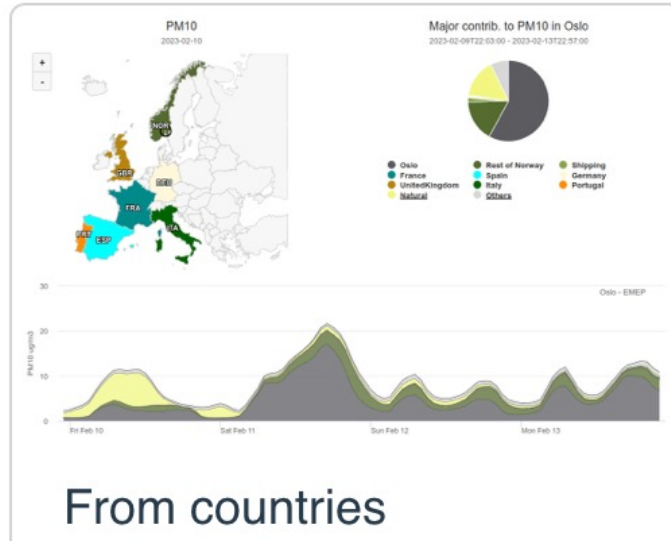 PM10
2023-02-10
+
-
NOR
GBR
DEU
FRA
ITA
PRT
ESP
Major contrib. to PM10 in Oslo
2023-02-09T22:03:00 - 2023-02-13T22:57:00
Oslo
Rest of Norway
Shipping
France
Spain
Germany
UnitedKingdom
Italy
Portugal
Natural
Others
Oslo - EMEP
PM10 ug/m3
30
20
10
0
Fri Feb 10
Sat Feb 11
Sun Feb 12
Mon Feb 13
From countries